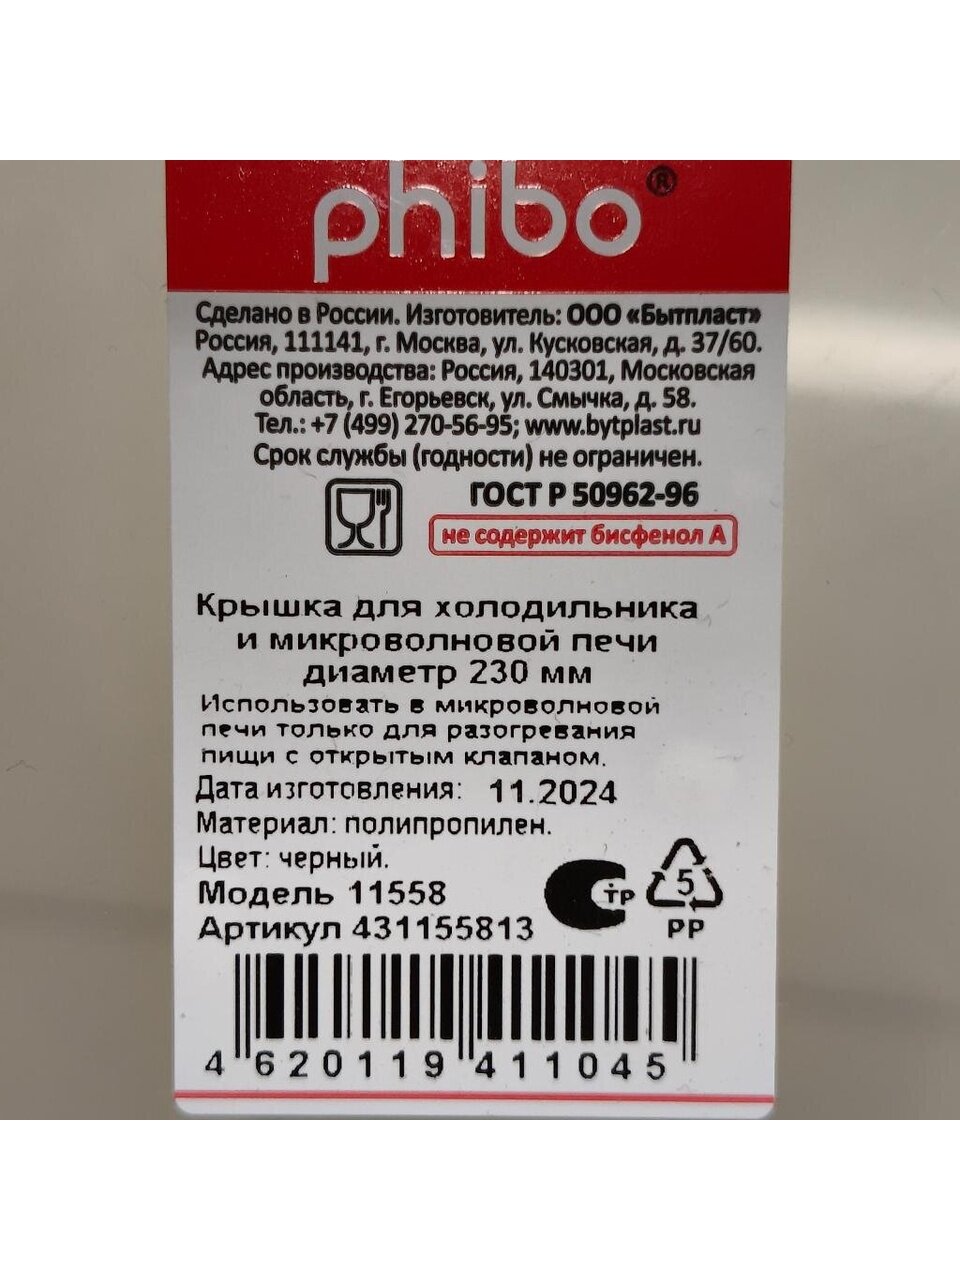 phibo®
Сделано в России. Изготовитель: ООО «Бытпласт»
Россия, 111141, г. Москва, ул. Кусковская, д. 37/60.
Адрес производства: Россия, 140301, Московская
область, г. Егорьевск, ул. Смычка, д. 58.
Тел.: +7 (499) 270-56-95; www.bytplast.ru
Срок службы (годности) не ограничен.
ГОСТ Р 50962-96
не содержит бисфенол А
Крышка для холодильника
и микроволновой печи
диаметр 230 мм
Использовать в микроволновой
печи только для разогревания
пищи с открытым клапаном.
Дата изготовления: 11.2024
Материал: полипропилен.
Цвет: черный.
Модель 11558
Артикул 431155813
ТР
5
PP
4 620119 411045